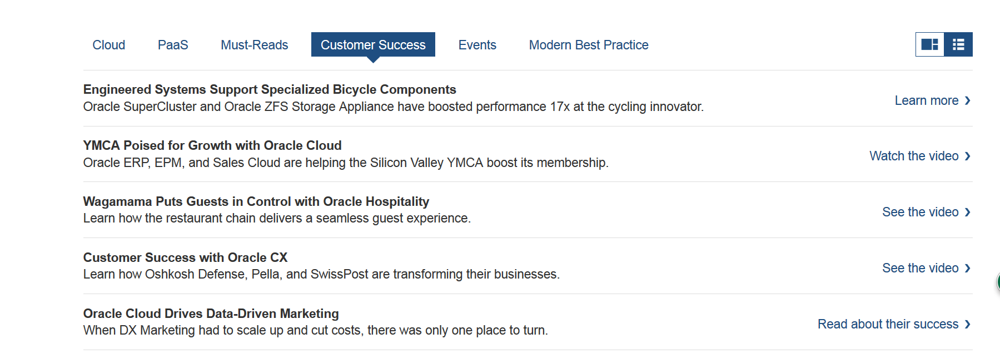 Cloud PaaS Must-Reads Customer Success Events Modern Best Practice
Engineered Systems Support Specialized Bicycle Components
Oracle SuperCluster and Oracle ZFS Storage Appliance have boosted performance 17x at the cycling innovator.
Learn more ❯
YMCA Poised for Growth with Oracle Cloud
Oracle ERP, EPM, and Sales Cloud are helping the Silicon Valley YMCA boost its membership.
Watch the video ❯
Wagamama Puts Guests in Control with Oracle Hospitality
Learn how the restaurant chain delivers a seamless guest experience.
See the video ❯
Customer Success with Oracle CX
Learn how Oshkosh Defense, Pella, and SwissPost are transforming their businesses.
See the video ❯
Oracle Cloud Drives Data-Driven Marketing
When DX Marketing had to scale up and cut costs, there was only one place to turn.
Read about their success ❯